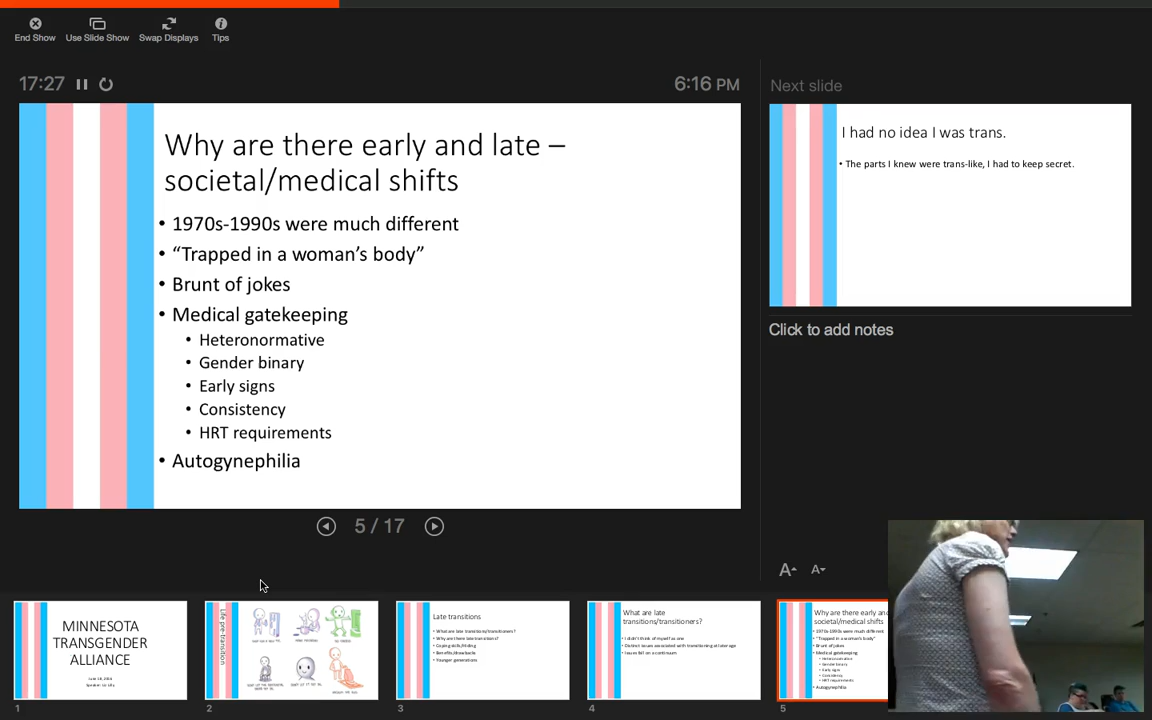 End Show
Use Slide Show
Swap Displays
Tips
17:27
6:16 PM
Why are there early and late –
societal/medical shifts
• 1970s-1990s were much different
• “Trapped in a woman’s body”
• Brunt of jokes
• Medical gatekeeping
• Heteronormative
• Gender binary
• Early signs
• Consistency
• HRT requirements
• Autogynephilia
5 / 17
Next slide
I had no idea I was trans.
• The parts I knew were trans-like, I had to keep secret.
Click to add notes
A A
MINNESOTA
TRANSGENDER
ALLIANCE
1
Life pre-transition
2
Late transitions
• What are late transitions/transitioners?
• Why are there late transitions?
• Coping skills/hiding
• Benefits/drawbacks
• Younger generations
3
What are late
transitions/transitioners?
• I didn't think of myself as one
• Distinct issues associated with transitioning at later age
• Issues fall on a continuum
4
Why are there early and
societal/medical shifts
• 1970s-1990s were much different
• “Trapped in a woman’s body”
• Brunt of jokes
• Medical gatekeeping
• Heteronormative
• Gender binary
• Early signs
• Consistency
• HRT requirements
• Autogynephilia
5